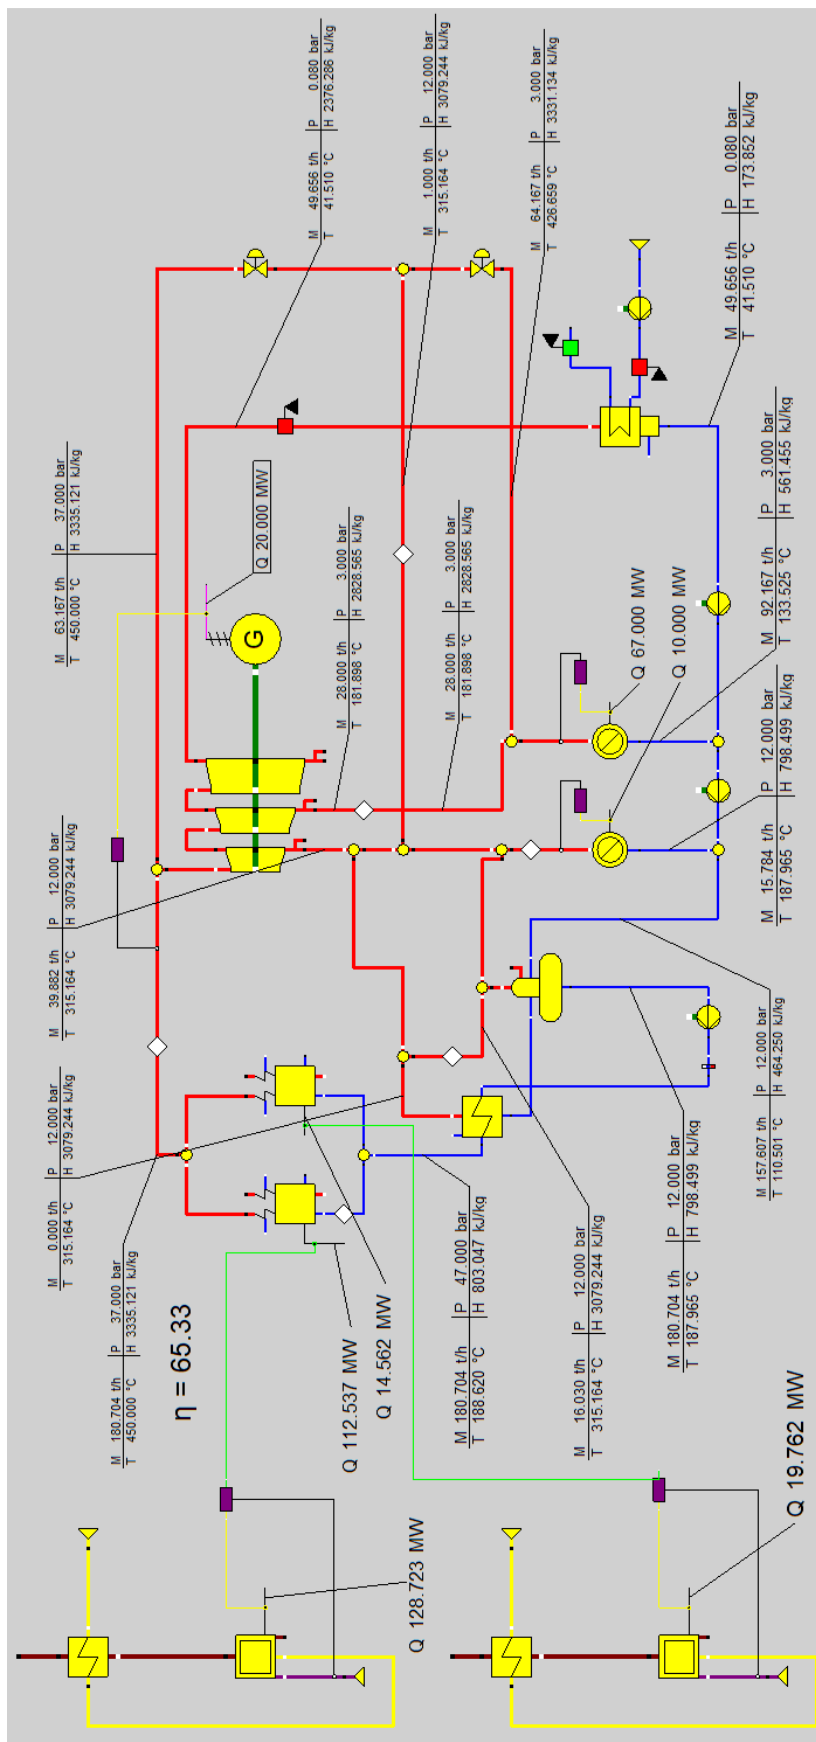 M 49.656 t/h P 0.080 bar
T 41.510 °C H 2376.286 kJ/kg
M 1.000 t/h P 12.000 bar
T 315.164 °C H 3079.244 kJ/kg
M 64.167 t/h P 3.000 bar
T 426.659 °C H 3331.134 kJ/kg
M 49.656 t/h P 0.080 bar
T 41.510 °C H 173.852 kJ/kg
M 63.167 t/h P 37.000 bar
T 450.000 °C H 3335.121 kJ/kg
Q 20.000 MW
G
M 28.000 t/h P 3.000 bar
T 181.898 °C H 2828.565 kJ/kg
M 28.000 t/h P 3.000 bar
T 181.898 °C H 2828.565 kJ/kg
Q 67.000 MW
Q 10.000 MW
M 92.167 t/h P 3.000 bar
T 133.525 °C H 561.455 kJ/kg
M 39.882 t/h P 12.000 bar
T 315.164 °C H 3079.244 kJ/kg
M 15.784 t/h P 12.000 bar
T 187.965 °C H 798.499 kJ/kg
M 0.000 t/h P 12.000 bar
T 315.164 °C H 3079.244 kJ/kg
M 157.607 t/h P 12.000 bar
T 110.501 °C H 464.250 kJ/kg
M 180.704 t/h P 37.000 bar
T 450.000 °C H 3335.121 kJ/kg
η = 65.33
Q 112.537 MW
Q 14.562 MW
M 180.704 t/h P 47.000 bar
T 188.620 °C H 803.047 kJ/kg
M 16.030 t/h P 12.000 bar
T 315.164 °C H 3079.244 kJ/kg
M 180.704 t/h P 12.000 bar
T 187.965 °C H 798.499 kJ/kg
Q 128.723 MW
Q 19.762 MW